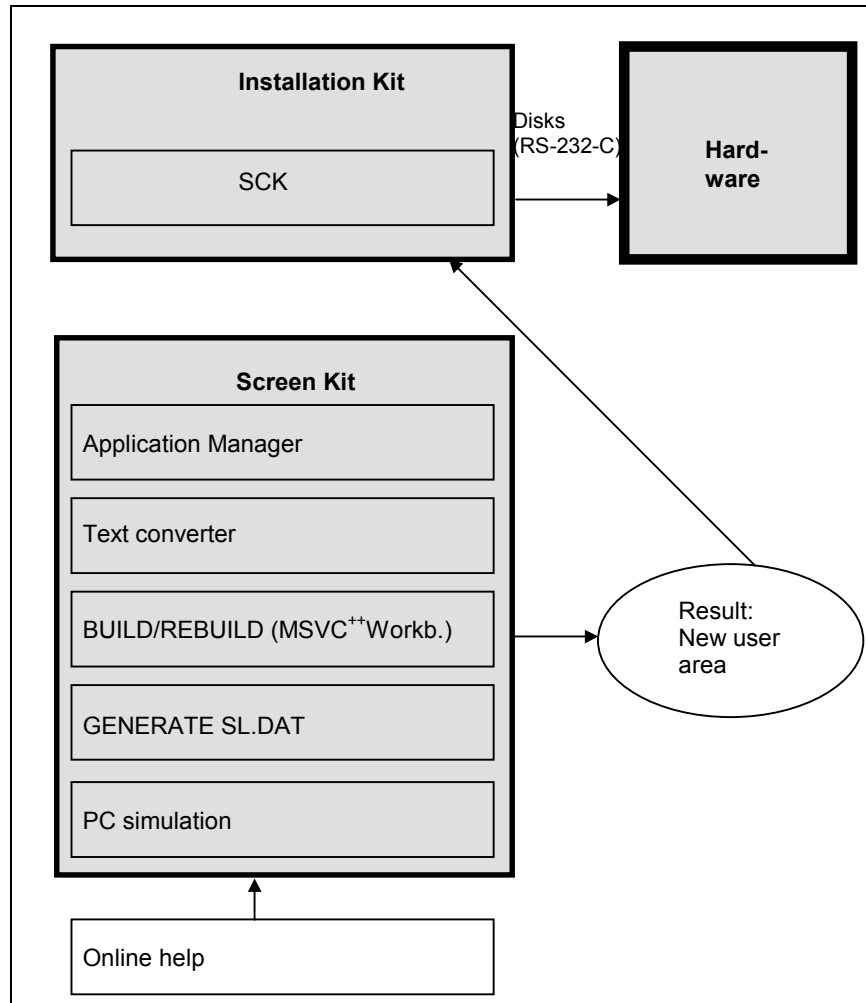 Installation Kit
SCK
Disks
(RS-232-C)
Hard-
ware
Screen Kit
Application Manager
Text converter
BUILD/REBUILD (MSVC++Workb.)
GENERATE SL.DAT
PC simulation
Result:
New user
area
Online help